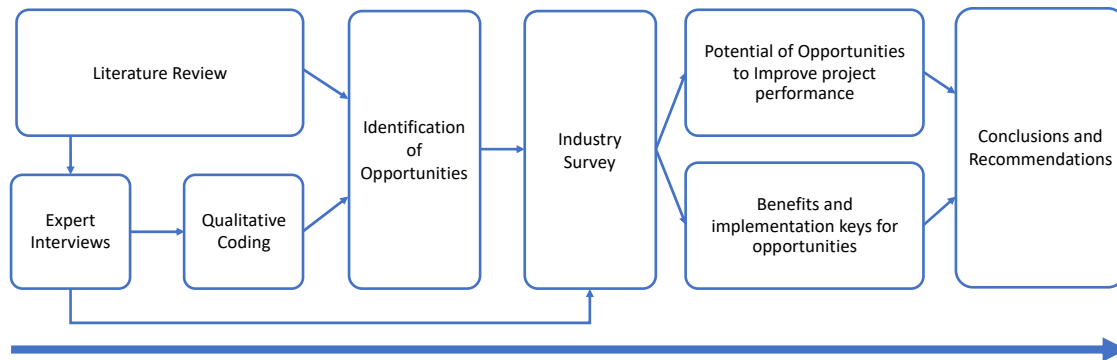 Literature Review
Expert
Interviews
Qualitative
Coding
Identification
of
Opportunities
Industry
Survey
Potential of Opportunities
to Improve project
performance
Benefits and
implementation keys for
opportunities
Conclusions and
Recommendations